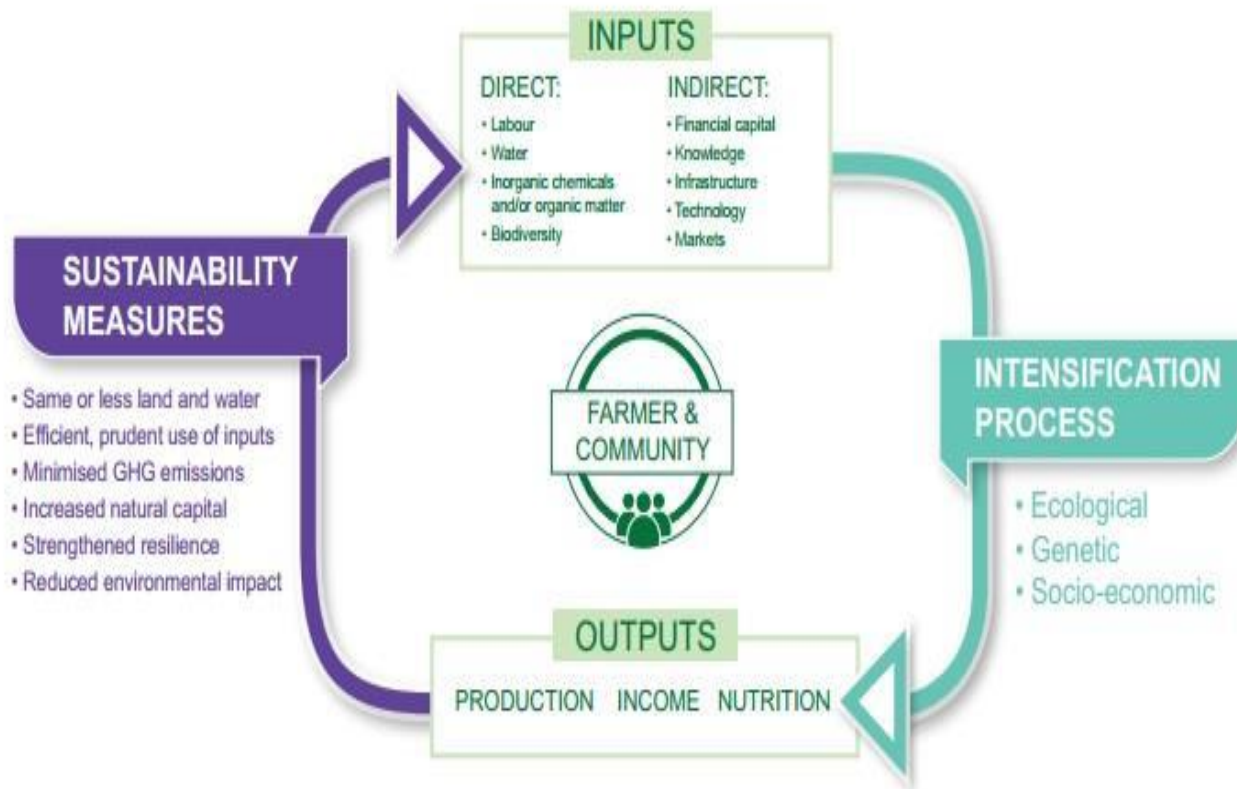 INPUTS
DIRECT:
• Labour
• Water
• Inorganic chemicals
and/or organic matter
• Biodiversity
INDIRECT:
• Financial capital
• Knowledge
• Infrastructure
• Technology
• Markets
SUSTAINABILITY
MEASURES
• Same or less land and water
• Efficient, prudent use of inputs
• Minimised GHG emissions
• Increased natural capital
• Strengthened resilience
• Reduced environmental impact
FARMER &
COMMUNITY
INTENSIFICATION
PROCESS
• Ecological
• Genetic
• Socio-economic
OUTPUTS
PRODUCTION INCOME NUTRITION